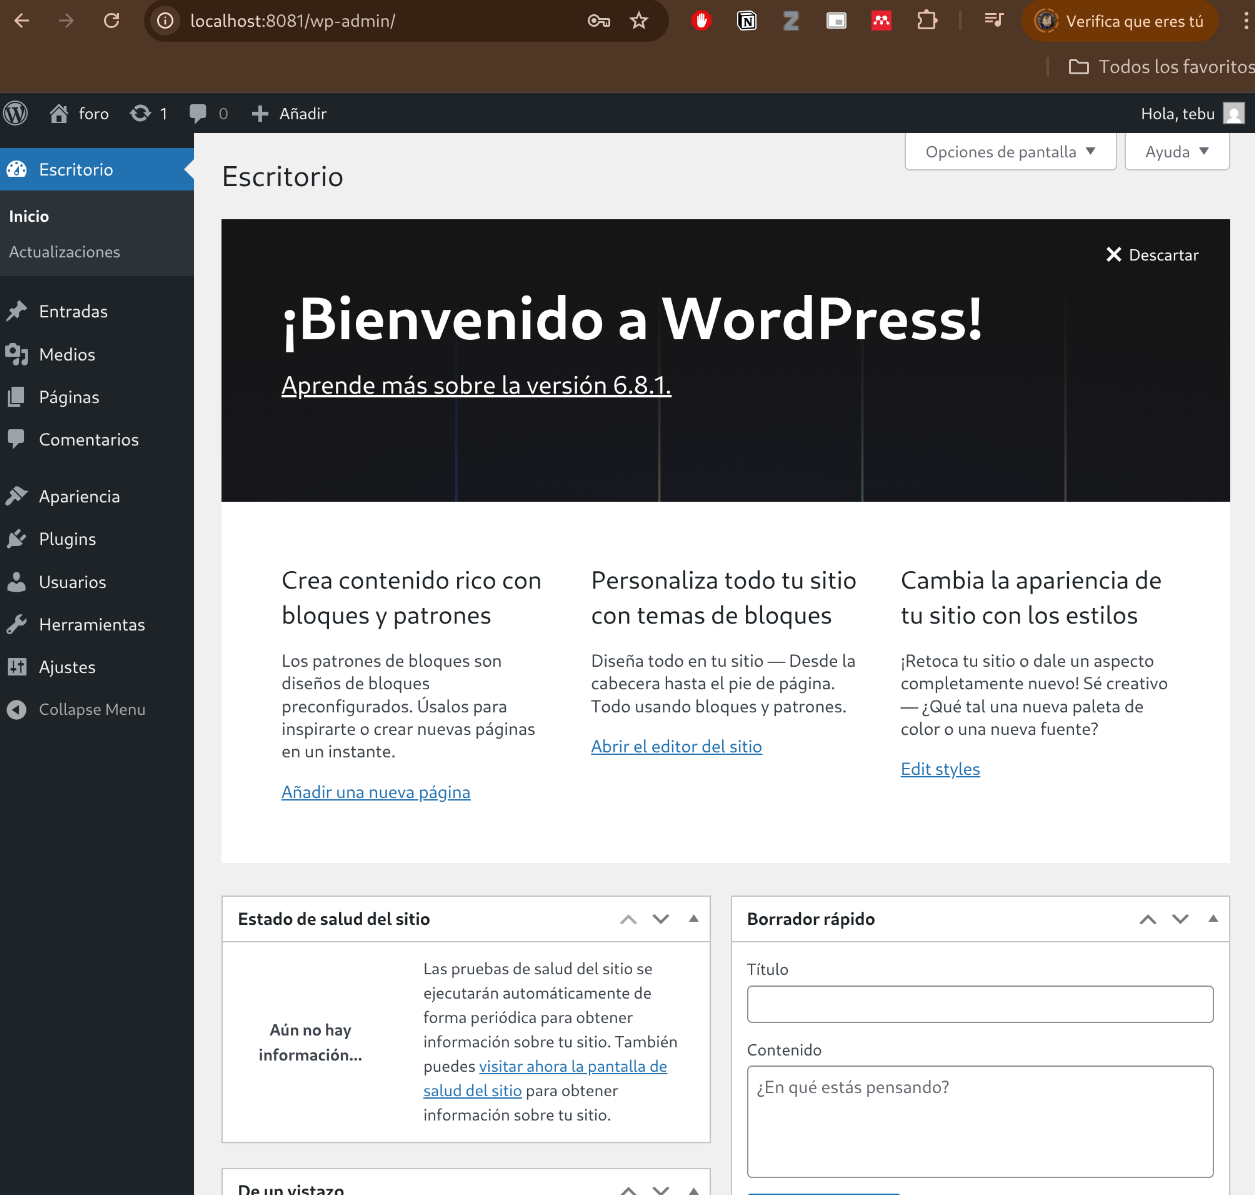 localhost:8081/wp-admin/
Verifica que eres tú
Todos los favoritos
foro
1
0
Añadir
Hola, tebu
Escritorio
Inicio
Actualizaciones
Entradas
Medios
Páginas
Comentarios
Apariencia
Plugins
Usuarios
Herramientas
Ajustes
Collapse Menu
Opciones de pantalla
Ayuda
Escritorio
Descartar
¡Bienvenido a WordPress!
Aprende más sobre la versión 6.8.1.
Crea contenido rico con
bloques y patrones
Los patrones de bloques son
diseños de bloques
preconfigurados. Úsalos para
inspirarte o crear nuevas páginas
en un instante.
Añadir una nueva página
Personaliza todo tu sitio
con temas de bloques
Diseña todo en tu sitio — Desde la
cabecera hasta el pie de página.
Todo usando bloques y patrones.
Abrir el editor del sitio
Cambia la apariencia de
tu sitio con los estilos
¡Retoca tu sitio o dale un aspecto
completamente nuevo! Sé creativo
— ¿Qué tal una nueva paleta de
color o una nueva fuente?
Edit styles
Estado de salud del sitio
Aún no hay
información...
Las pruebas de salud del sitio se
ejecutarán automáticamente de
forma periódica para obtener
información sobre tu sitio. También
puedes visitar ahora la pantalla de
salud del sitio para obtener
información sobre tu sitio.
De un vistazo
Borrador rápido
Título
Contenido
¿En qué estás pensando?